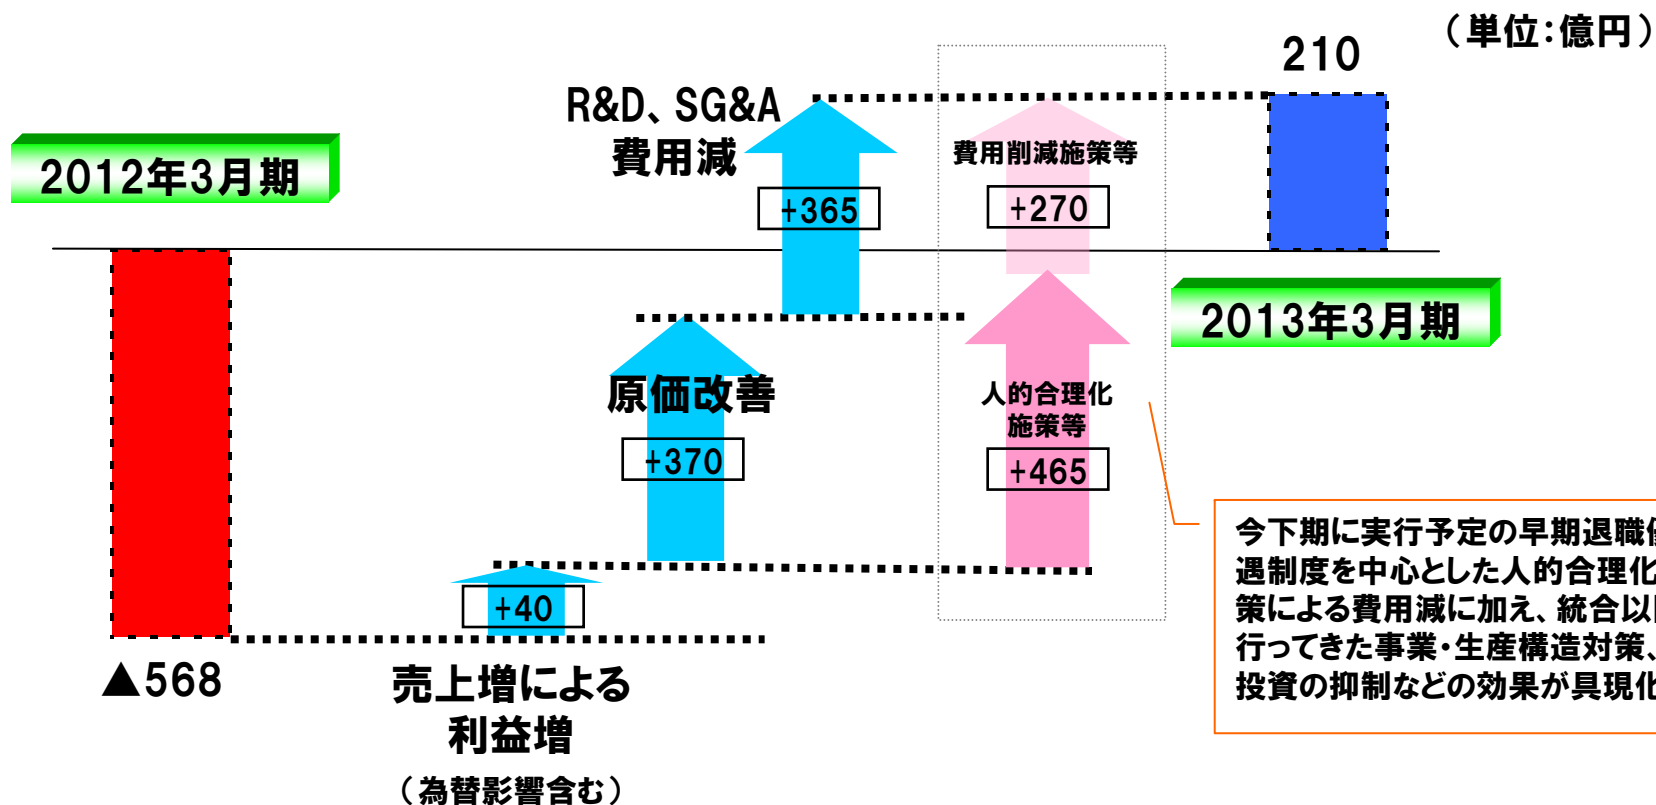 （単位：億円）
210
R&D、SG&A
費用減
2012年3月期
費用削減施策等
+365
+270
2013年3月期
原価改善
人的合理化
施策等
+370
+465
今下期に実行予定の早期退職
遇制度を中心とした人的合理化
策による費用減に加え、統合以
行ってきた事業・生産構造対策、
投資の抑制などの効果が具現化
+40
▲568
売上増による
利益増
（為替影響含む）